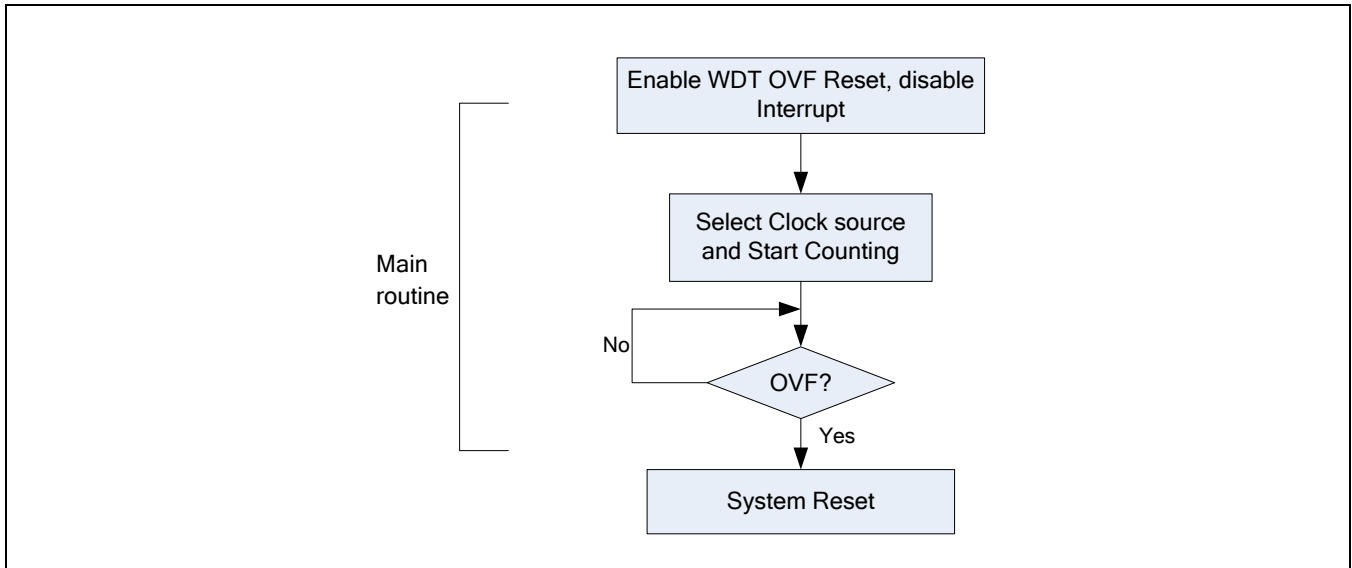 Enable WDT OVF Reset, disable
Interrupt
Select Clock source
and Start Counting
Main
routine
No
OVF?
Yes
System Reset